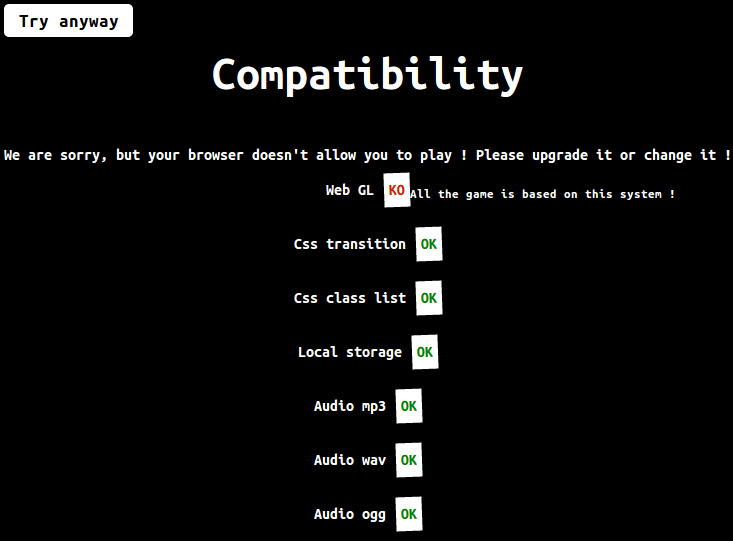 Try anyway
Compatibility
We are sorry, but your browser doesn't allow you to play ! Please upgrade it or change it !
Web GL KO All the game is based on this system !
Css transition OK
Css class list OK
Local storage OK
Audio mp3 OK
Audio wav OK
Audio ogg OK